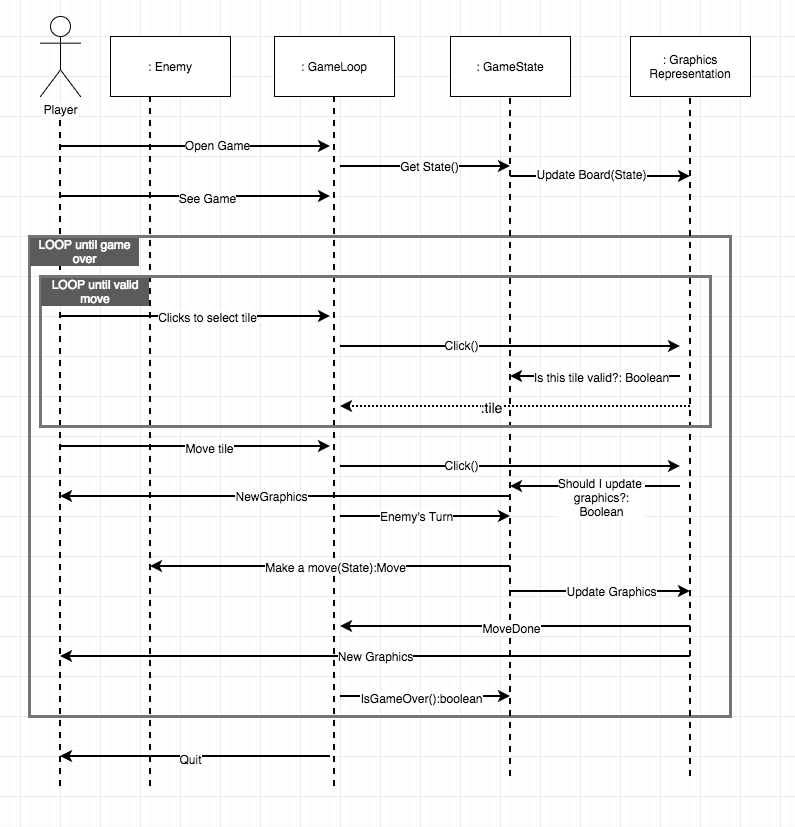 : Enemy
: GameLoop
: GameState
: Graphics
Representation
Player
Open Game
Get State()
Update Board(State)
See Game
LOOP until game
over
LOOP until valid
move
Clicks to select tile
Click()
Is this tile valid?: Boolean
:tile
Move tile
Click()
Should I update
graphics?:
Boolean
NewGraphics
Enemy's Turn
Make a move(State):Move
Update Graphics
MoveDone
New Graphics
IsGameOver():boolean
Quit